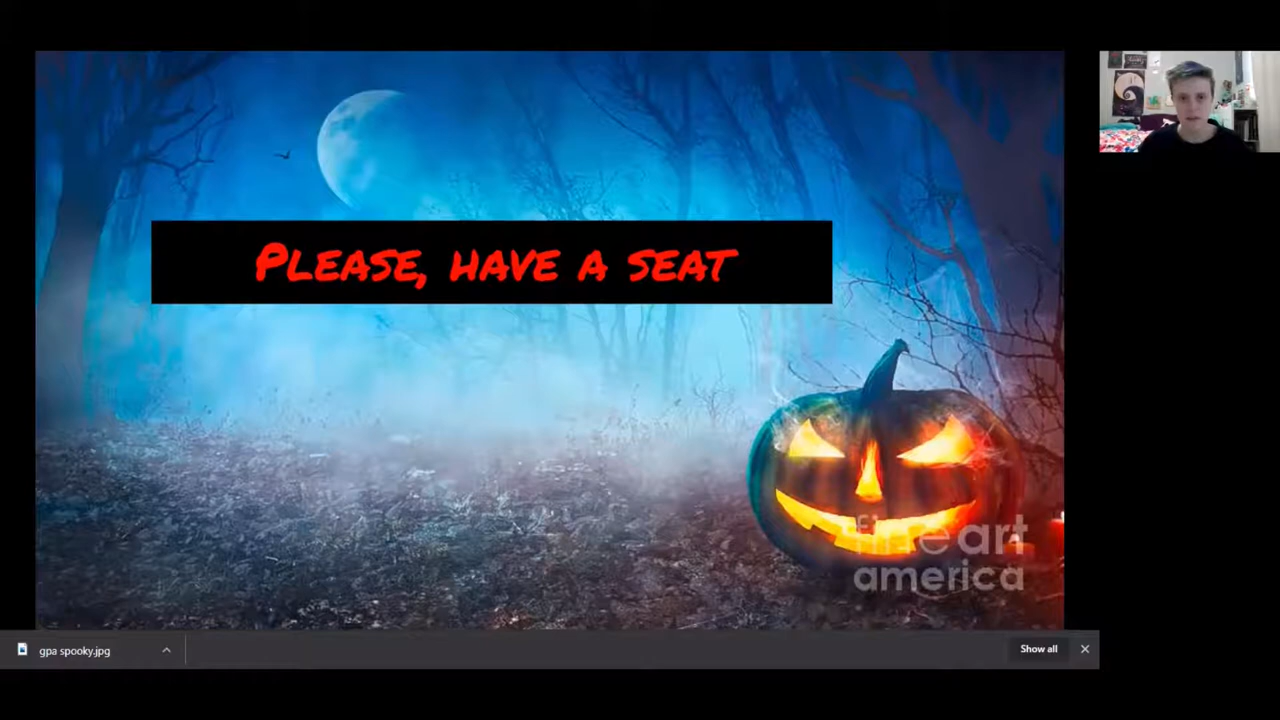 Please, have a seat
fine art
america
gpa spooky.jpg
Show all